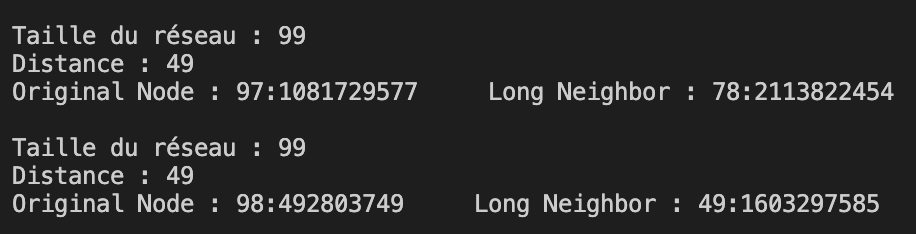 Taille du réseau : 99
Distance : 49
Original Node : 97:1081729577     Long Neighbor : 78:2113822454
Taille du réseau : 99
Distance : 49
Original Node : 98:492803749     Long Neighbor : 49:1603297585